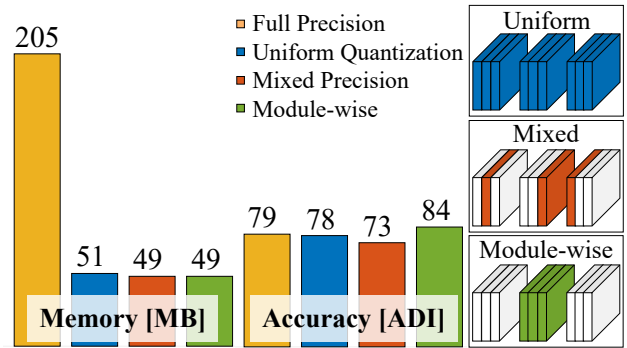 205
51
49
49
Memory [MB]
Full Precision
Uniform Quantization
Mixed Precision
Module-wise
79
78
73
84
Accuracy [ADI]
Uniform
Mixed
Module-wise